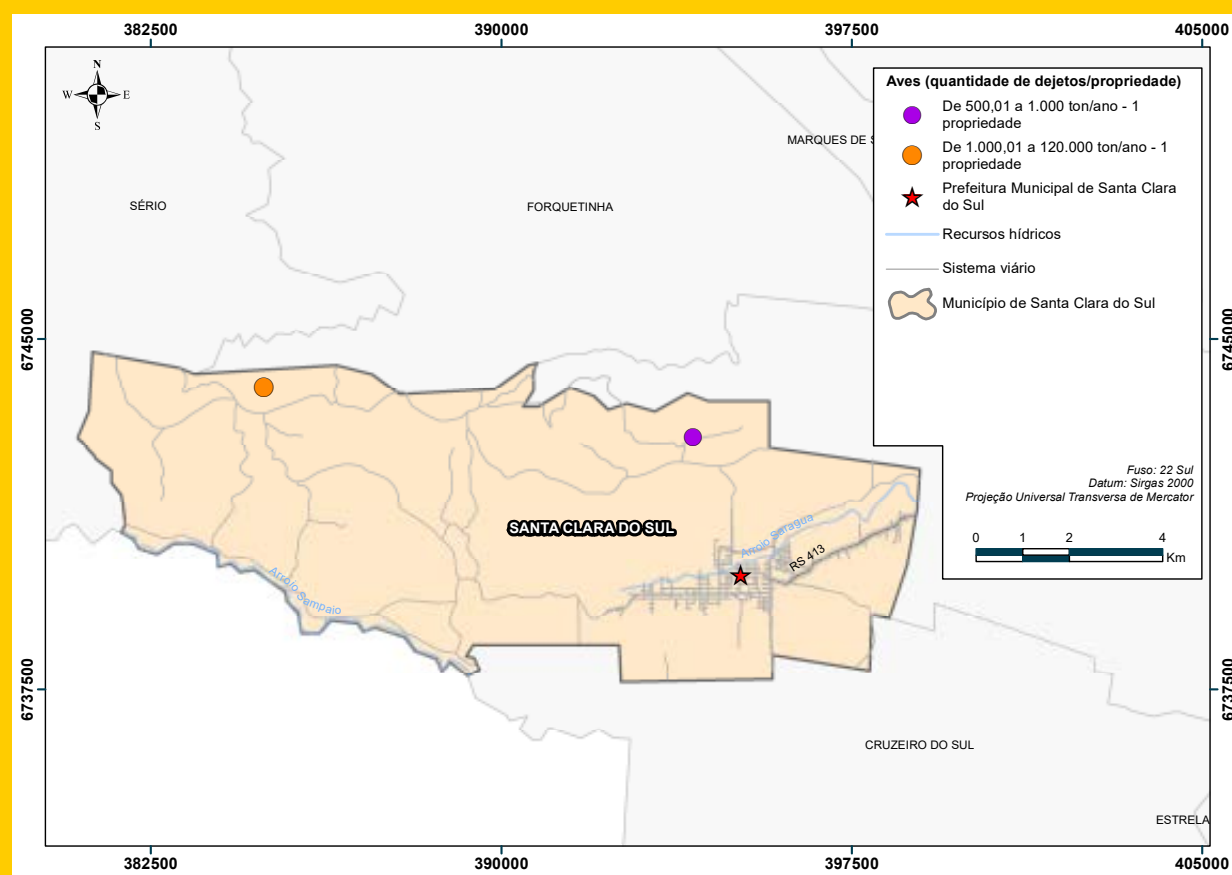 382500
390000
397500
405000
N
W
E
S
Aves (quantidade de dejetos/propriedade)
De 500,01 a 1.000 ton/ano - 1
propriedade
De 1.000,01 a 120.000 ton/ano - 1
propriedade
Prefeitura Municipal de Santa Clara
do Sul
Recursos hídricos
Sistema viário
Município de Santa Clara do Sul
MARQUES DE S
SÉRIO
FORQUETINHA
6745000
6745000
Fuso: 22 Sul
Datum: Sirgas 2000
Projeção Universal Transversa de Mercator
0 1 2 4
Km
SANTA CLARA DO SUL
Arroio Saragua
RS 413
Arroio Sampaio
6737500
6737500
CRUZEIRO DO SUL
ESTRELA
382500
390000
397500
405000